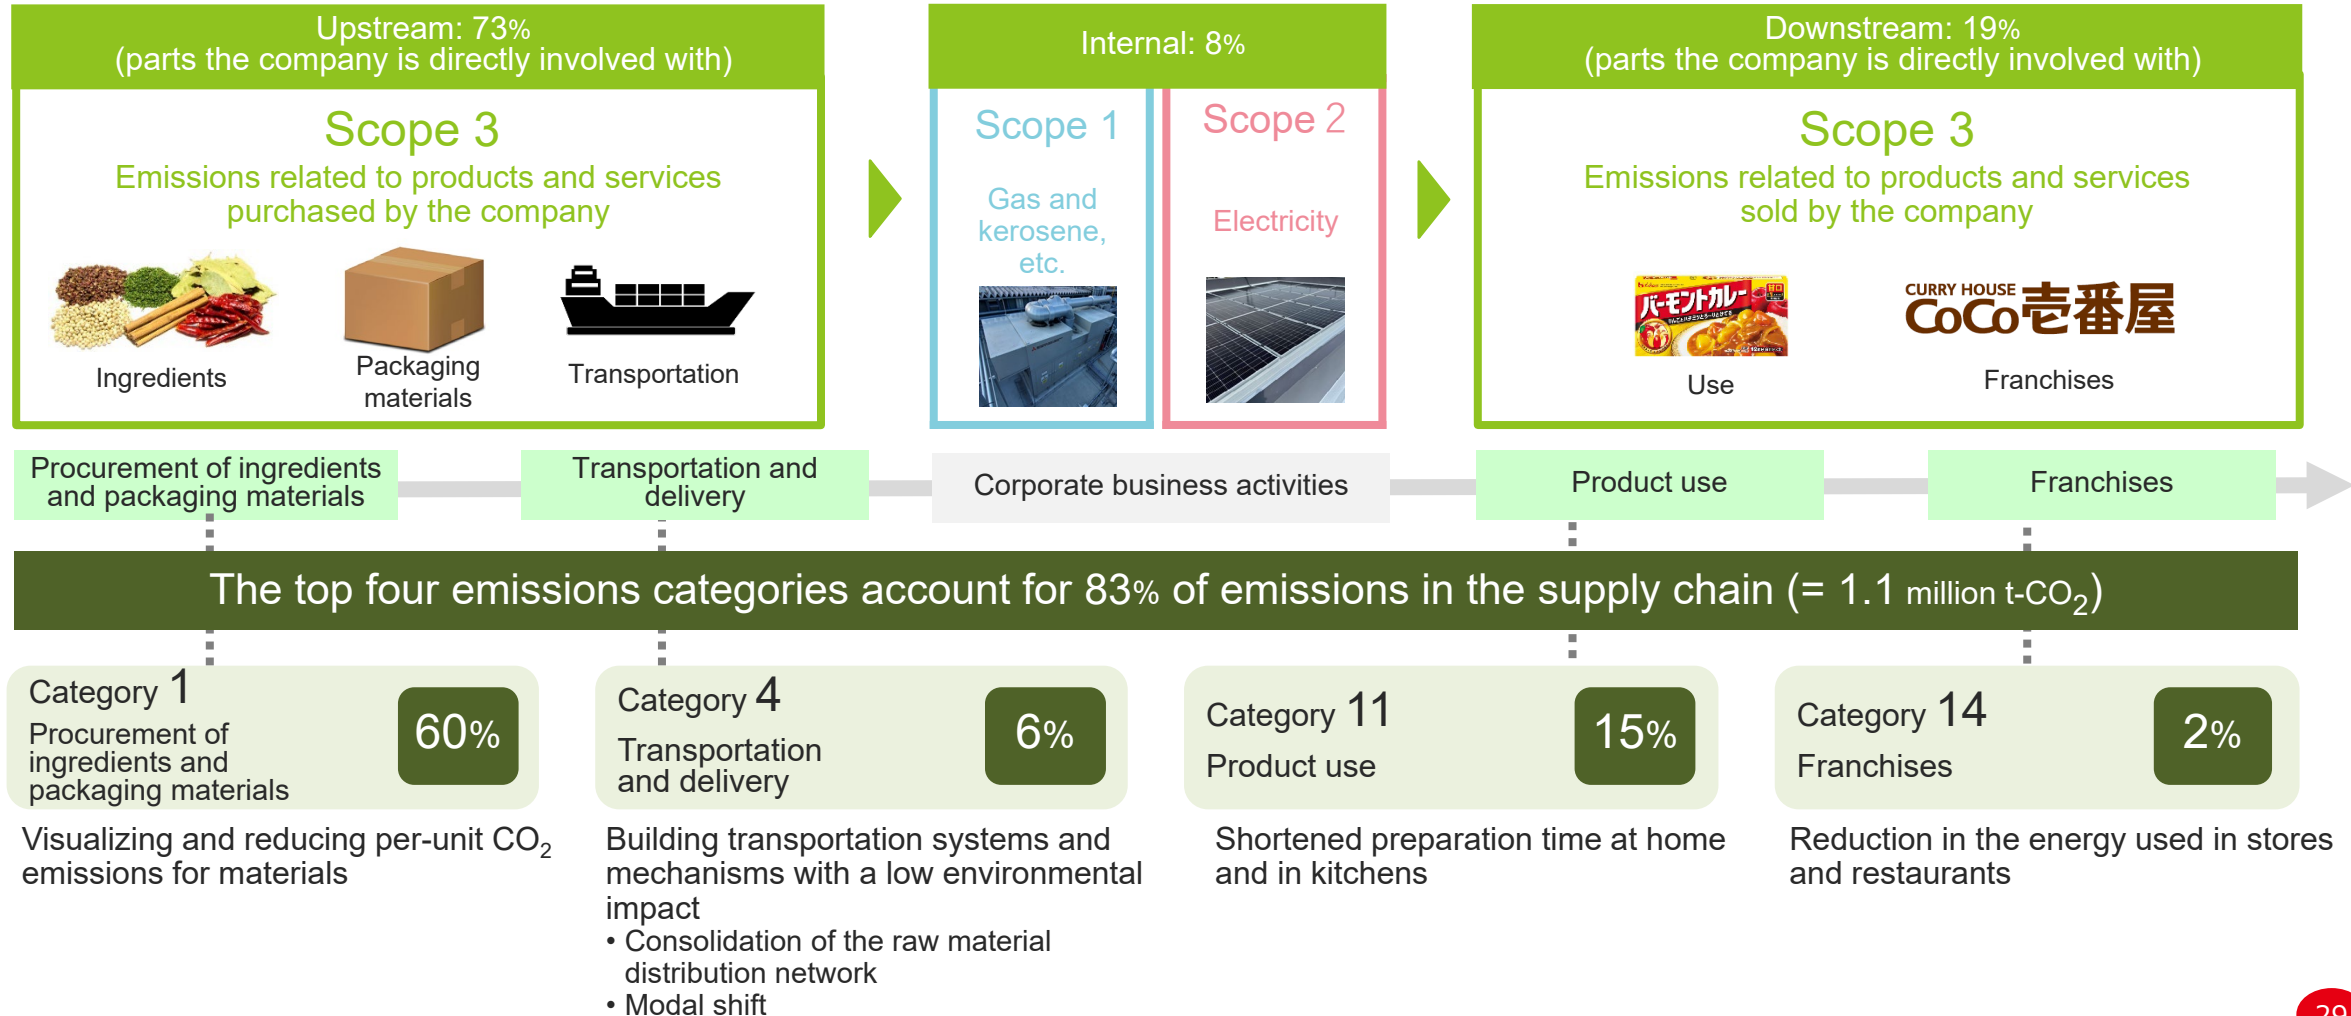 Upstream: 73%
(parts the company is directly involved with)
Scope 3
Emissions related to products and services
purchased by the company
Ingredients
Packaging
materials
Transportation
Internal: 8%
Scope 1
Gas and
kerosene,
etc.
Scope 2
Electricity
Downstream: 19%
(parts the company is directly involved with)
Scope 3
Emissions related to products and services
sold by the company
バーモントカレー
甘口
Use
CURRY HOUSE
CoCo壱番屋
Franchises
Procurement of ingredients
and packaging materials
Transportation and
delivery
Corporate business activities
Product use
Franchises
The top four emissions categories account for 83% of emissions in the supply chain (= 1.1 million t-CO2)
Category 1
Procurement of
ingredients and
packaging materials
60%
Visualizing and reducing per-unit CO2
emissions for materials
Category 4
Transportation
and delivery
6%
Building transportation systems and
mechanisms with a low environmental
impact
• Consolidation of the raw material
distribution network
• Modal shift
Category 11
Product use
15%
Shortened preparation time at home
and in kitchens
Category 14
Franchises
2%
Reduction in the energy used in stores
and restaurants
29